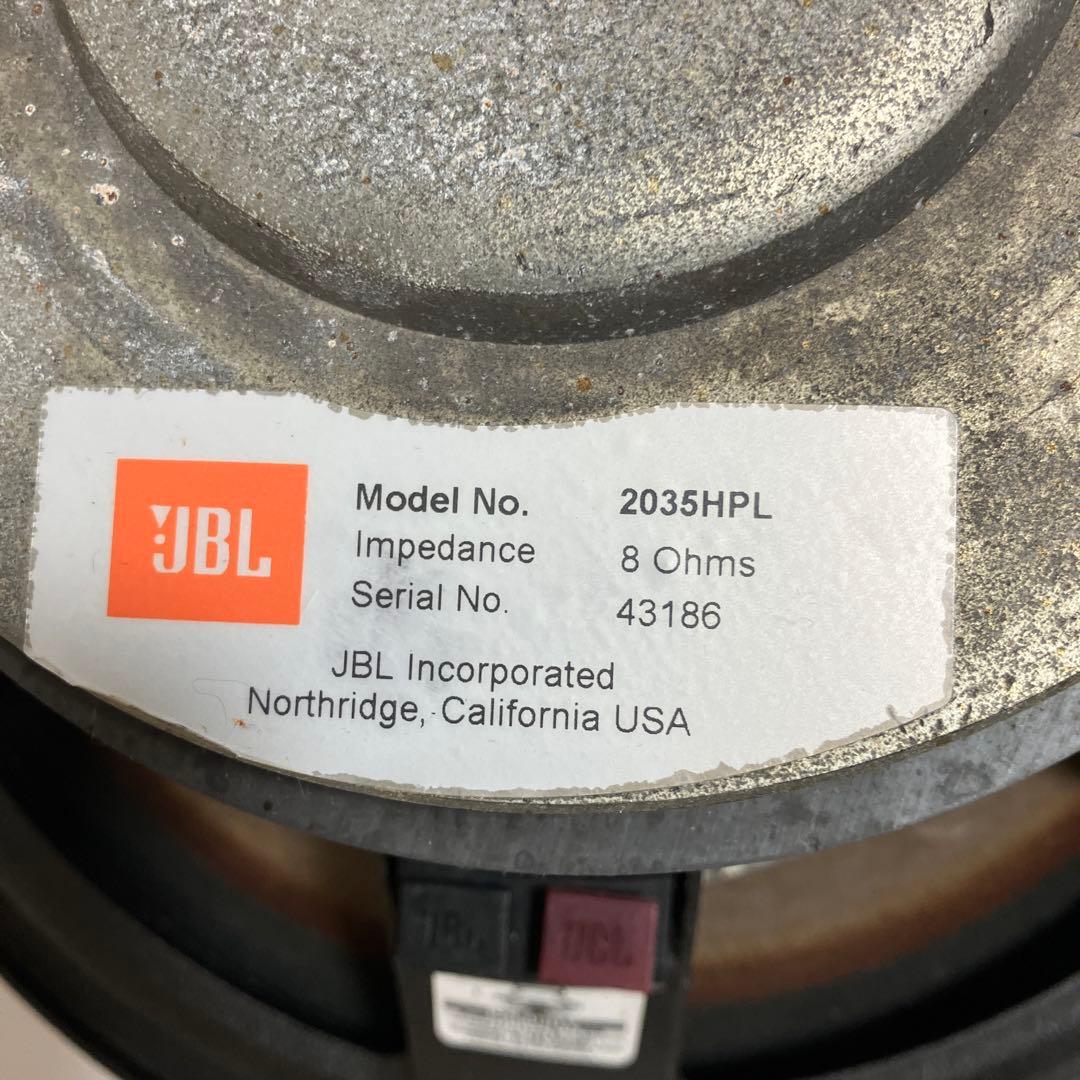 JBL
Model No. 2035HPL
Impedance 8 Ohms
Serial No. 43186
JBL Incorporated
Northridge, California USA
JBL JBL